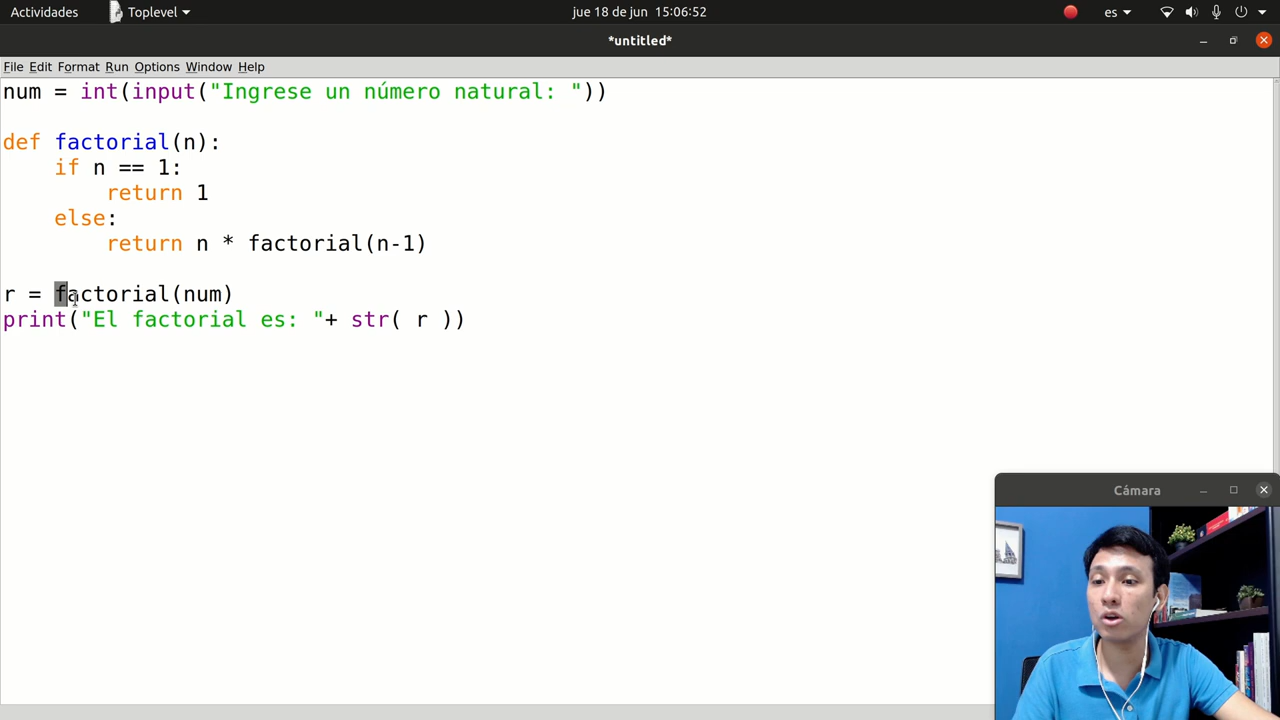 Actividades
Toplevel
jue 18 de jun 15:06:52
es
*untitled*
File Edit Format Run Options Window Help
num = int(input("Ingrese un número natural: "))
def factorial(n):
    if n == 1:
        return 1
    else:
        return n * factorial(n-1)
r = factorial(num)
print("El factorial es: "+ str( r ))
Cámara